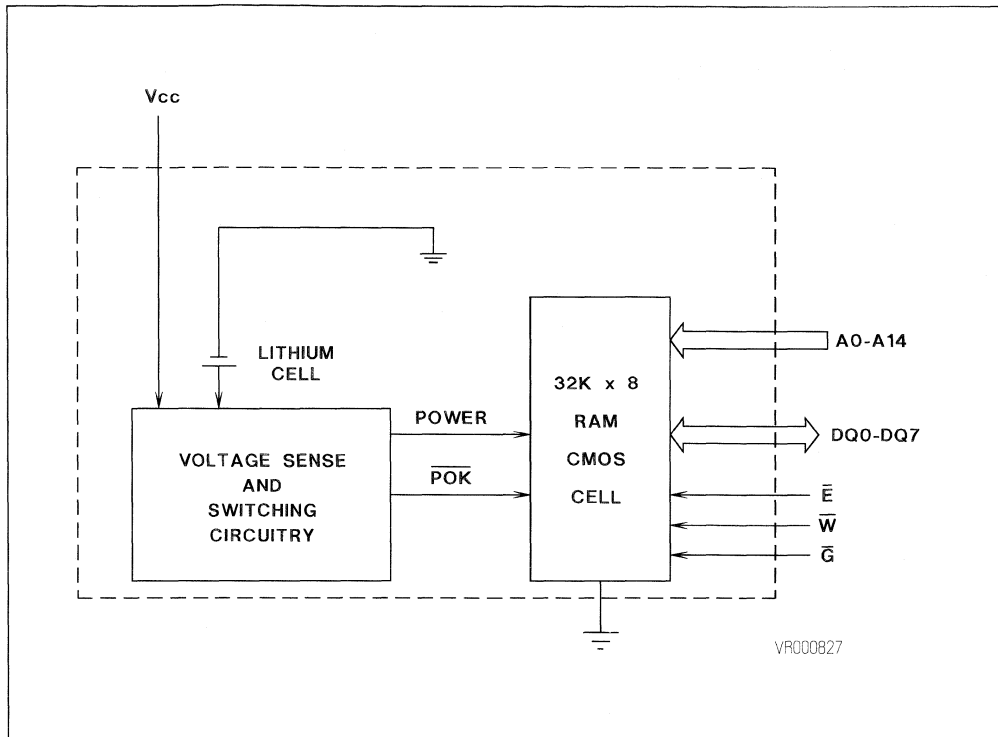 Vcc
LITHIUM
CELL
VOLTAGE SENSE
AND
SWITCHING
CIRCUITRY
POWER
P̅O̅K̅
32K x 8
RAM
CMOS
CELL
A0-A14
DQ0-DQ7
E̅
W̅
G̅
VR000827